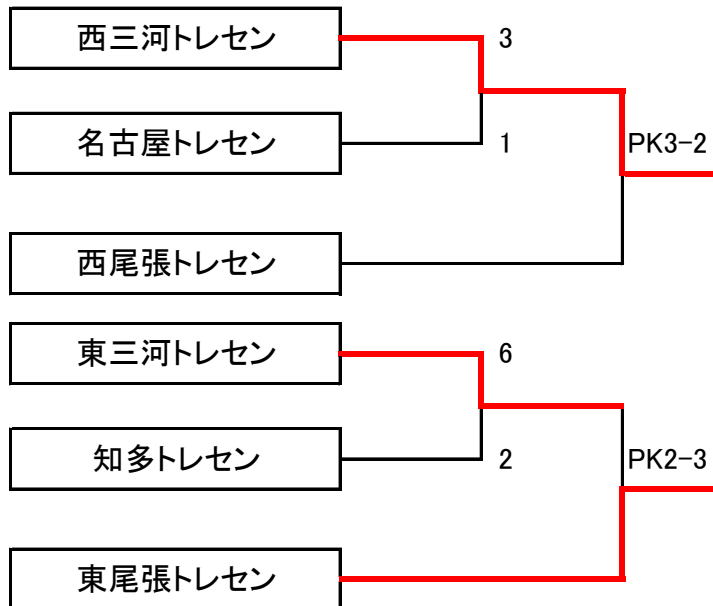 西三河トレセン
3
名古屋トレセン
1
PK3-2
西尾張トレセン
東三河トレセン
6
知多トレセン
2
PK2-3
東尾張トレセン